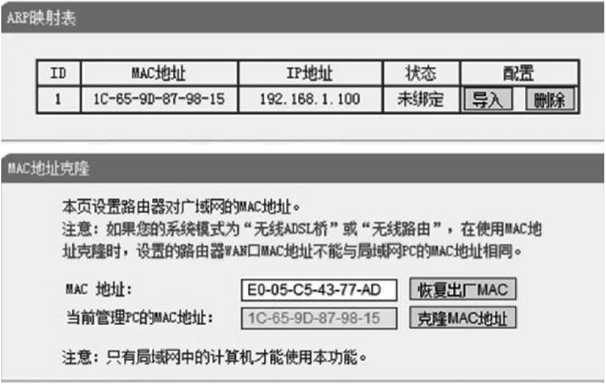 ARP映射表
ID MAC地址 IP地址 状态 配置
1 1C-65-9D-87-98-15 192.168.1.100 未绑定 导入 删除
MAC地址克隆
本页设置路由器对广域网的MAC地址。
注意：如果您的系统模式为“无线ADSL桥”或“无线路由”，在使用MAC地
址克隆时，设置的路由器WAN口MAC地址不能与局域网PC的MAC地址相同。
MAC 地址： E0-05-C5-43-77-AD 恢复出厂MAC
当前管理PC的MAC地址： 1C-65-9D-87-98-15 克隆MAC地址
注意：只有局域网中的计算机才能使用本功能。